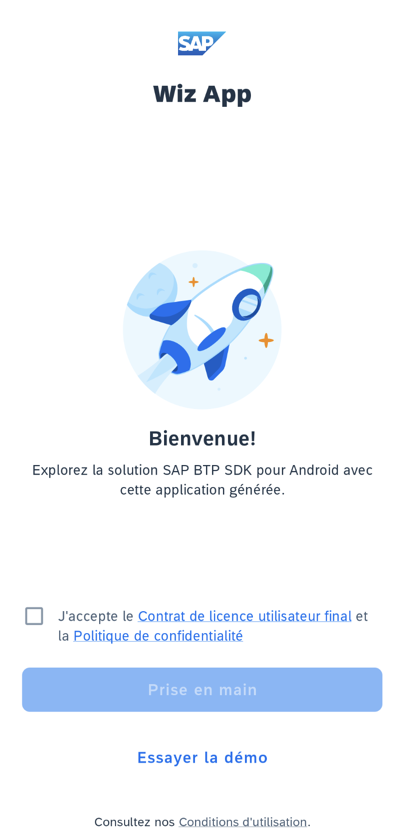 SAP
Wiz App
Bienvenue!
Explorez la solution SAP BTP SDK pour Android avec
cette application générée.
J'accepte le Contrat de licence utilisateur final et
la Politique de confidentialité
Prise en main
Essayer la démo
Consultez nos Conditions d'utilisation.